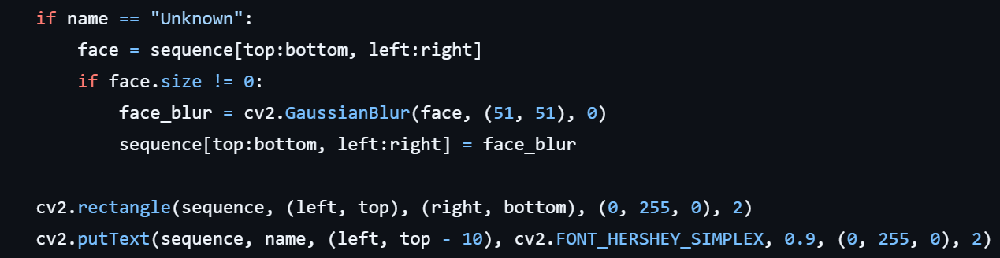 if name == "Unknown":
    face = sequence[top:bottom, left:right]
    if face.size != 0:
        face_blur = cv2.GaussianBlur(face, (51, 51), 0)
        sequence[top:bottom, left:right] = face_blur

cv2.rectangle(sequence, (left, top), (right, bottom), (0, 255, 0), 2)
cv2.putText(sequence, name, (left, top - 10), cv2.FONT_HERSHEY_SIMPLEX, 0.9, (0, 255, 0), 2)